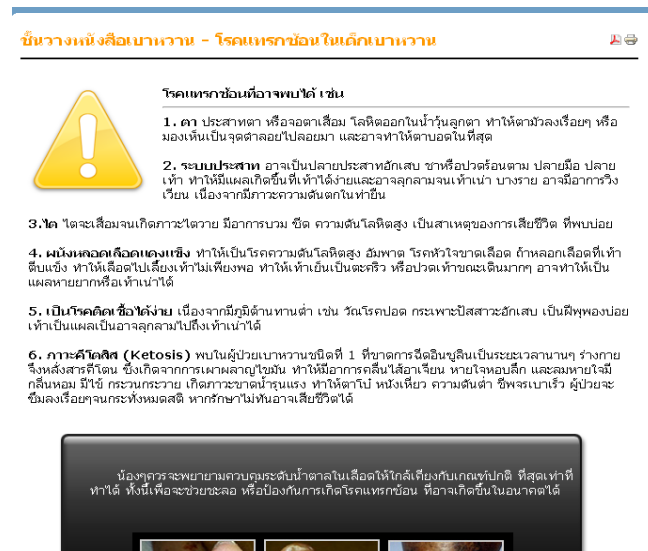 ชั้นวางหนังสือเบาหวาน - โรคแทรกซ้อนในเด็กเบาหวาน
โรคแทรกซ้อนที่อาจพบได้ เช่น
1. ตา ประสาทตา หรือจอตาเสื่อม โลหิตออกในน้ำวุ้นลูกตา ทำให้ตามัวลงเรื่อยๆ หรือ
มองเห็นเป็นจุดดำลอยไปลอยมา และอาจทำให้ตาบอดในที่สุด
2. ระบบประสาท อาจเป็นปลายประสาทอักเสบ ชาหรือปวดร้อนตาม ปลายมือ ปลาย
เท้า ทำให้มีแผลเกิดขึ้นที่เท้าได้ง่ายและอาจลุกลามจนเท้าเน่า บางราย อาจมีอาการวิง
เวียน เนื่องจากมีภาวะความดันตกในท่ายืน
3.ไต ไตจะเสื่อมจนเกิดภาวะไตวาย มีอาการบวม ซีด ความดันโลหิตสูง เป็นสาเหตุของการเสียชีวิต ที่พบบ่อย
4. ผนังหลอดเลือดแดงแข็ง ทำให้เป็นโรคความดันโลหิตสูง อัมพาต โรคหัวใจขาดเลือด ถ้าหลอกเลือดที่เท้า
ตีบแข็ง ทำให้เลือดไปเลี้ยงเท้าไม่เพียงพอ ทำให้เท้าเย็นเป็นตะคริว หรือปวดเท้าขณะเดินมากๆ อาจทำให้เป็น
แผลหายยากหรือเท้าเน่าได้
5. เป็นโรคติดเชื้อได้ง่าย เนื่องจากมีภูมิต้านทานต่ำ เช่น วัณโรคปอด กระเพาะปัสสาวะอักเสบ เป็นฝีพุพองบ่อย
เท้าเป็นแผลเป็นอาจลุกลามไปถึงเท้าเน่าได้
6. ภาวะคีโตสิส (Ketosis) พบในผู้ป่วยเบาหวานชนิดที่ 1 ที่ขาดการฉีดอินซูลินเป็นระยะเวลานานๆ ร่างกาย
จึงหลั่งสารคีโตน ซึ่งเกิดจากการเผาผลาญไขมัน ทำให้มีอาการคลื่นไส้อาเจียน หายใจหอบลึก และลมหายใจมี
กลิ่นหอม มีไข้ กระวนกระวาย เกิดภาวะขาดน้ำรุนแรง ทำให้ตาโบ๋ หนังเหี่ยว ความดันต่ำ ชีพจรเบาเร็ว ผู้ป่วยจะ
ซึมลงเรื่อยๆจนกระทั่งหมดสติ หากรักษาไม่ทันอาจเสียชีวิตได้
น้องๆควรจะพยายามควบคุมระดับน้ำตาลในเลือดให้ใกล้เคียงกับเกณฑ์ปกติ ที่สุดเท่าที่
ทำได้ ทั้งนี้เพื่อจะช่วยชะลอ หรือป้องกันการเกิดโรคแทรกซ้อน ที่อาจเกิดขึ้นในอนาคตได้